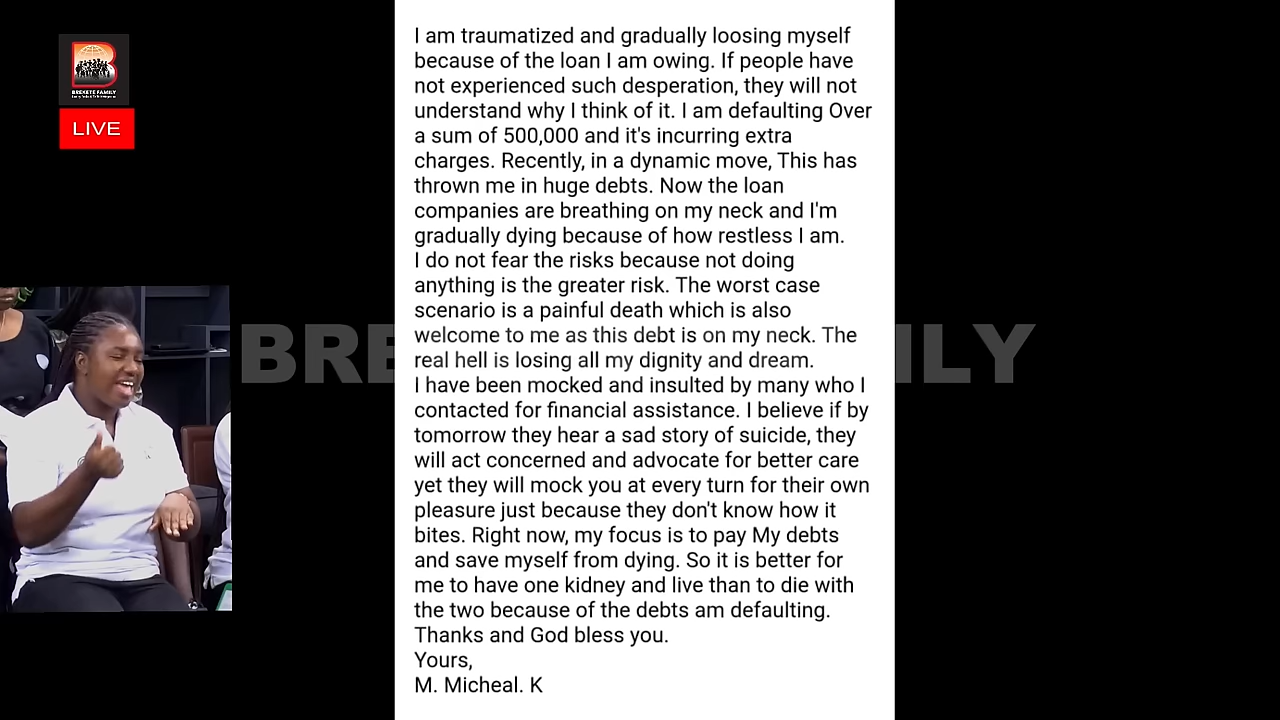 B
BREKETE FAMILY
LIVE
I am traumatized and gradually loosing myself
because of the loan I am owing. If people have
not experienced such desperation, they will not
understand why I think of it. I am defaulting Over
a sum of 500,000 and it's incurring extra
charges. Recently, in a dynamic move, This has
thrown me in huge debts. Now the loan
companies are breathing on my neck and I'm
gradually dying because of how restless I am.
I do not fear the risks because not doing
anything is the greater risk. The worst case
scenario is a painful death which is also
welcome to me as this debt is on my neck. The
real hell is losing all my dignity and dream.
I have been mocked and insulted by many who I
contacted for financial assistance. I believe if by
tomorrow they hear a sad story of suicide, they
will act concerned and advocate for better care
yet they will mock you at every turn for their own
pleasure just because they don't know how it
bites. Right now, my focus is to pay My debts
and save myself from dying. So it is better for
me to have one kidney and live than to die with
the two because of the debts am defaulting.
Thanks and God bless you.
Yours,
M. Micheal. K